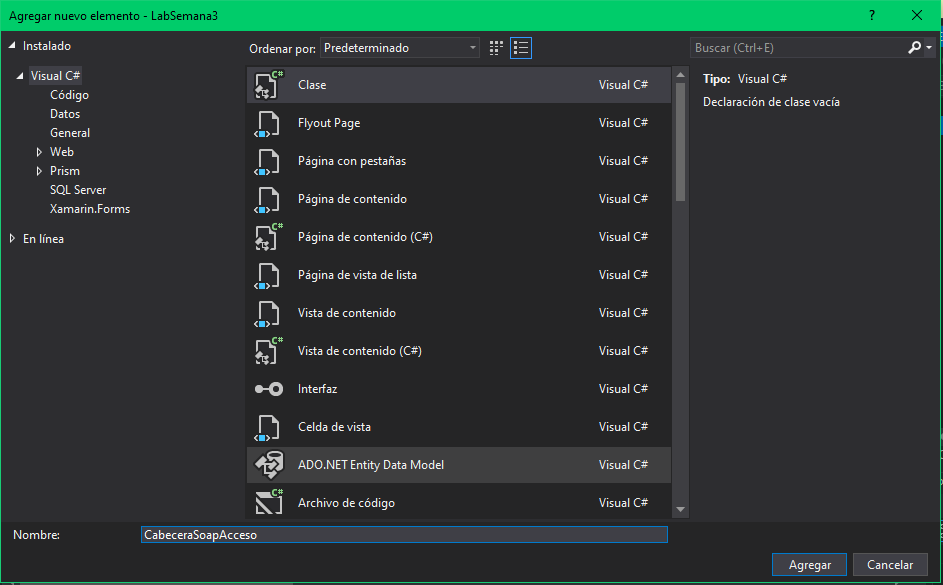 Agregar nuevo elemento - LabSemana3
?
Instalado
Visual C#
Código
Datos
General
Web
Prism
SQL Server
Xamarin.Forms
En línea
Ordenar por: Predeterminado
Clase Visual C#
Flyout Page Visual C#
Página con pestañas Visual C#
Página de contenido Visual C#
Página de contenido (C#) Visual C#
Página de vista de lista Visual C#
Vista de contenido Visual C#
Vista de contenido (C#) Visual C#
Interfaz Visual C#
Celda de vista Visual C#
ADO.NET Entity Data Model Visual C#
Archivo de código Visual C#
Buscar (Ctrl+E)
Tipo: Visual C#
Declaración de clase vacía
Nombre: CabeceraSoapAcceso
Agregar Cancelar